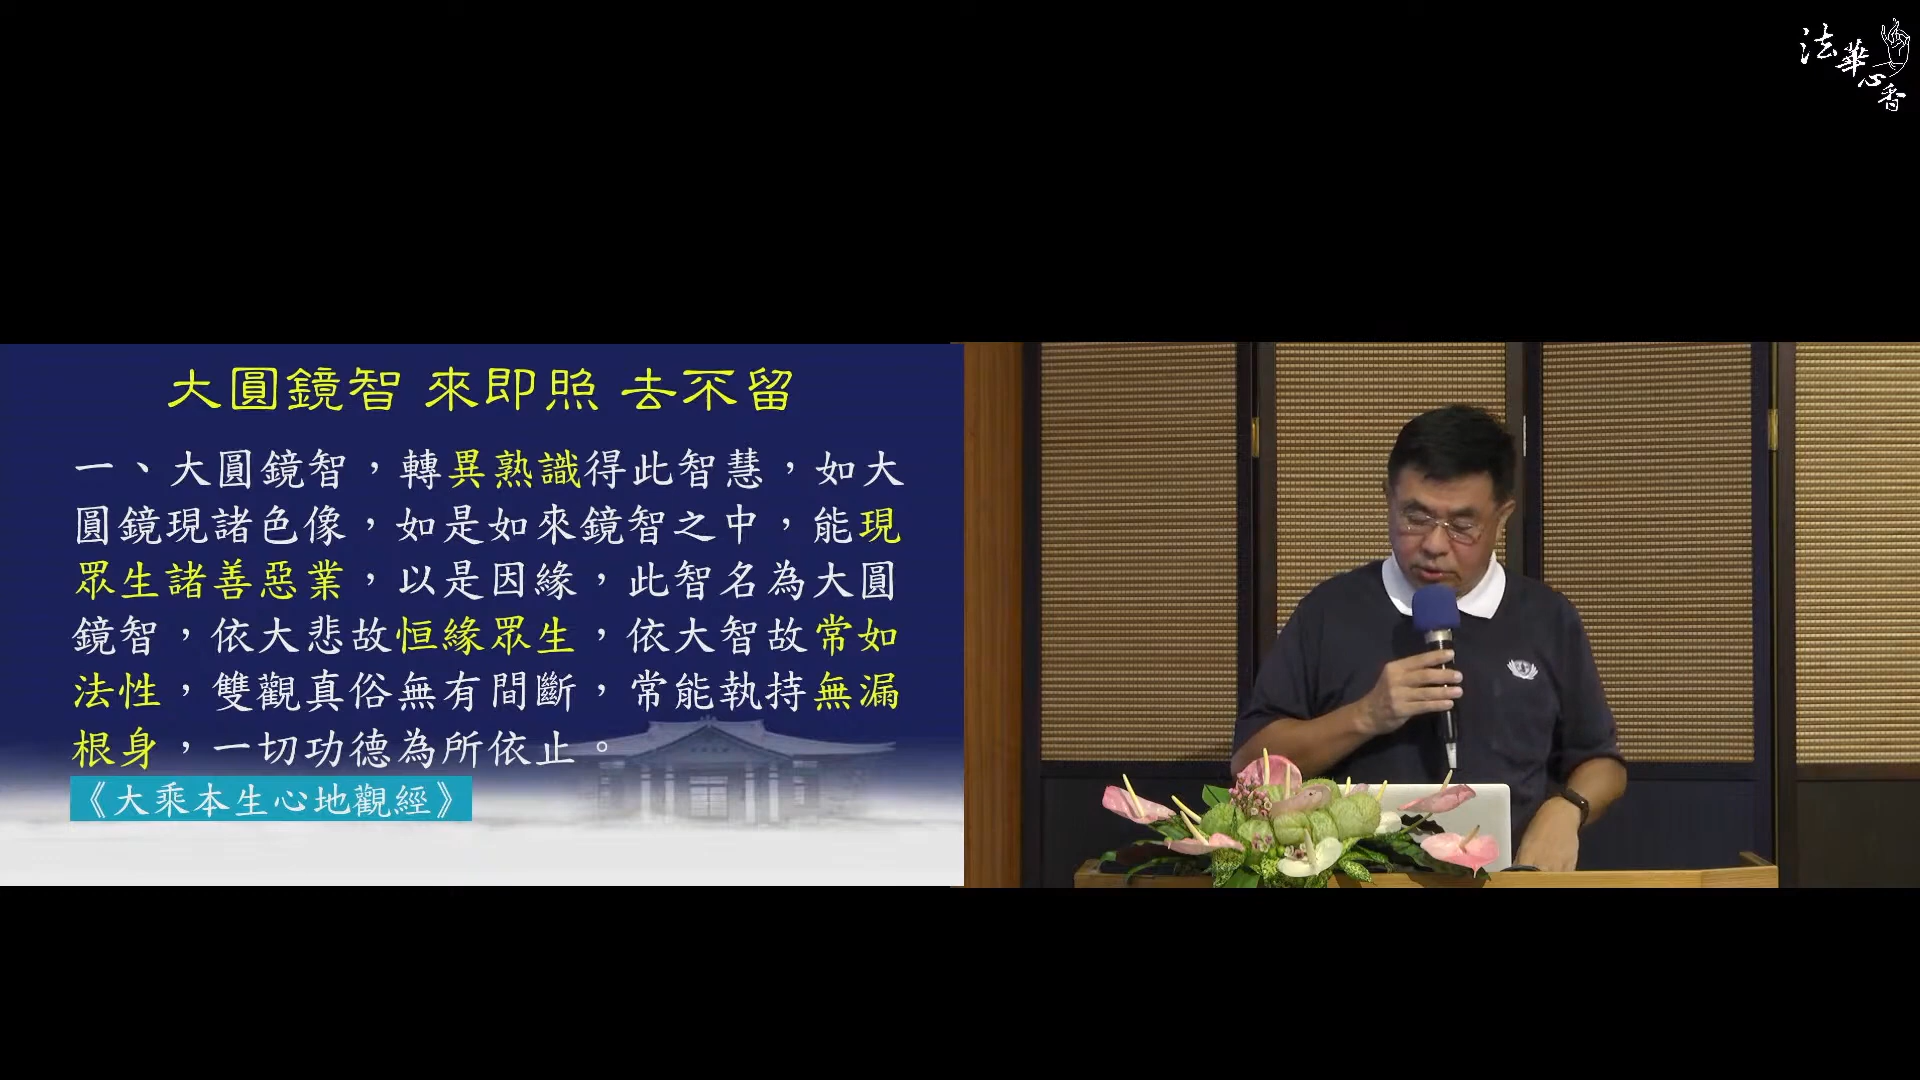 法華心香
大圓鏡智 來即照 去不留
一、大圓鏡智，轉異熟識得此智慧，如大
圓鏡現諸色像，如是如來鏡智之中，能現
眾生諸善惡業，以是因緣，此智名為大圓
鏡智，依大悲故恒緣眾生，依大智故常如
法性，雙觀真俗無有間斷，常能執持無漏
根身，一切功德為所依止。
《大乘本生心地觀經》